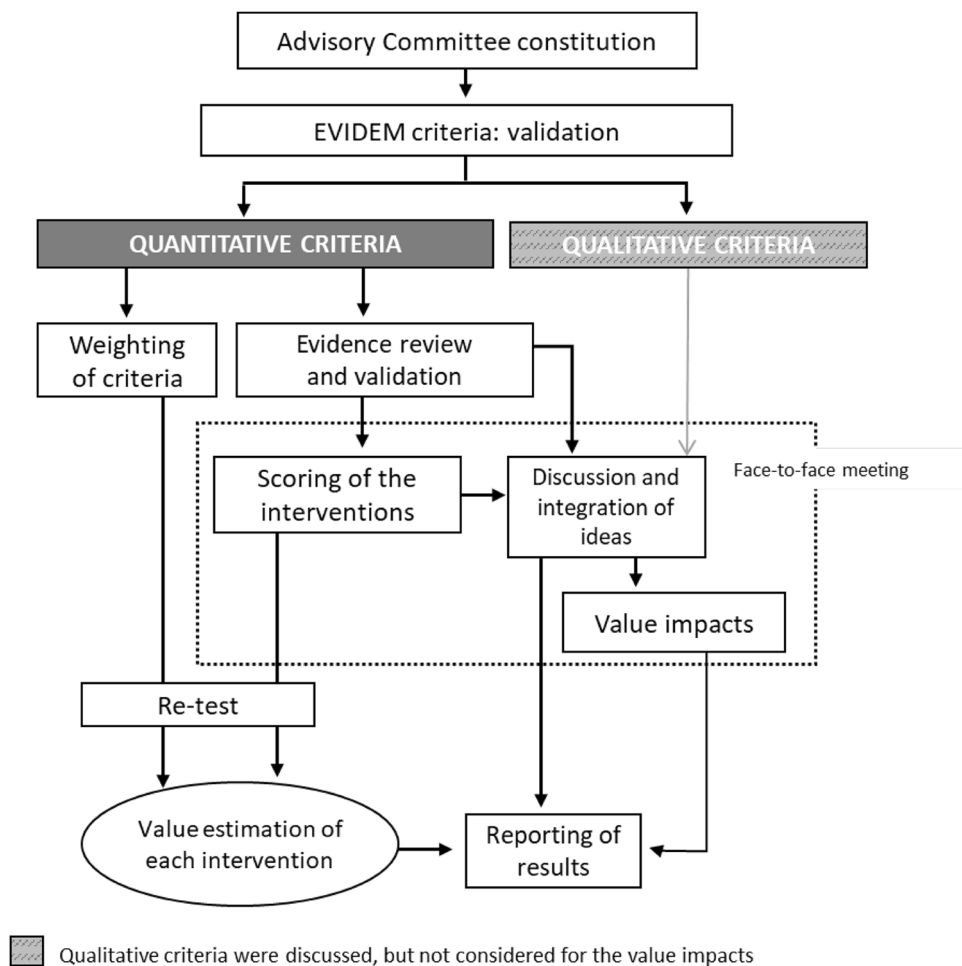 Advisory Committee constitution
EVIDEM criteria: validation
QUANTITATIVE CRITERIA
QUALITATIVE CRITERIA
Weighting
of criteria
Evidence review
and validation
Scoring of the
interventions
Discussion and
integration of
ideas
Face-to-face meeting
Value impacts
Re-test
Value estimation of
each intervention
Reporting of
results
Qualitative criteria were discussed, but not considered for the value impacts